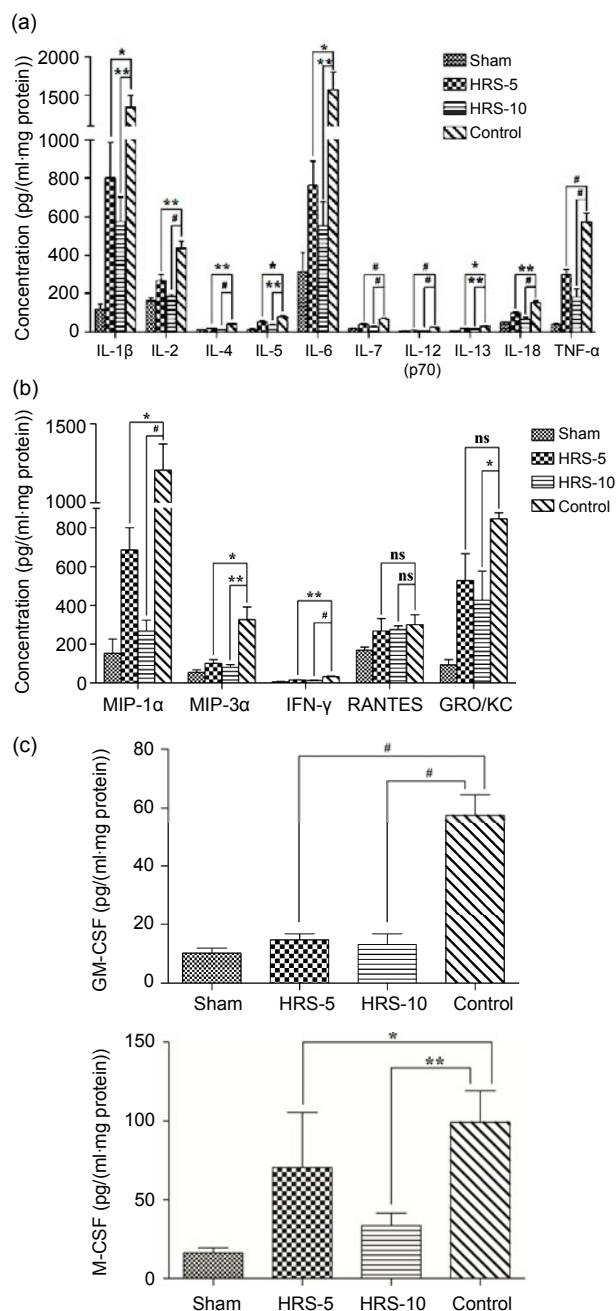 (a)
Concentration (pg/(ml·mg protein))
2000
1500
1000
800
600
400
200
0
Sham
HRS-5
HRS-10
Control
* ** ** # ** # * ** * ** # # # # * ** ** # # #
IL-1β IL-2 IL-4 IL-5 IL-6 IL-7 IL-12 IL-13 IL-18 TNF-α
(p70)
(b)
Concentration (pg/(ml·mg protein))
1500
1000
800
600
400
200
0
Sham
HRS-5
HRS-10
Control
* # * ** ** # ns ns ns *
MIP-1α MIP-3α IFN-γ RANTES GRO/KC
(c)
GM-CSF (pg/(ml·mg protein))
80
60
40
20
0
#
#
Sham HRS-5 HRS-10 Control
M-CSF (pg/(ml·mg protein))
150
100
50
0
*
**
Sham HRS-5 HRS-10 Control